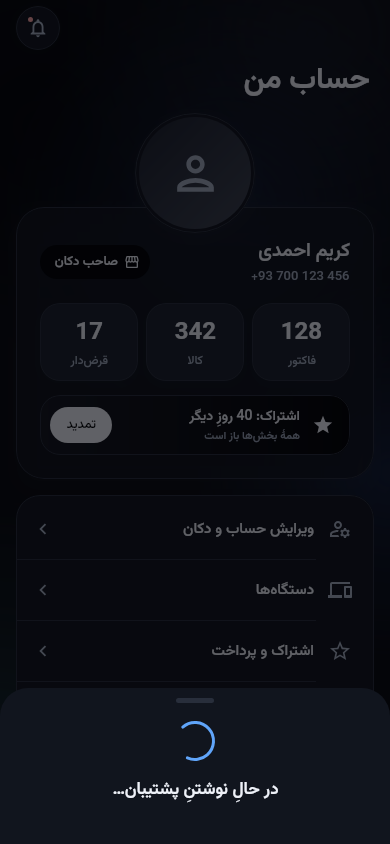 حساب من
کریم احمدی
صاحب دکان
+93 700 123 456
128
342
17
فاکتور
کالا
قرض‌دار
اشتراک: 40 روزِ دیگر
همهٔ بخش‌ها باز است
تمدید
ویرایش حساب و دکان
دستگاه‌ها
اشتراک و پرداخت
در حالِ نوشتنِ پشتیبان…